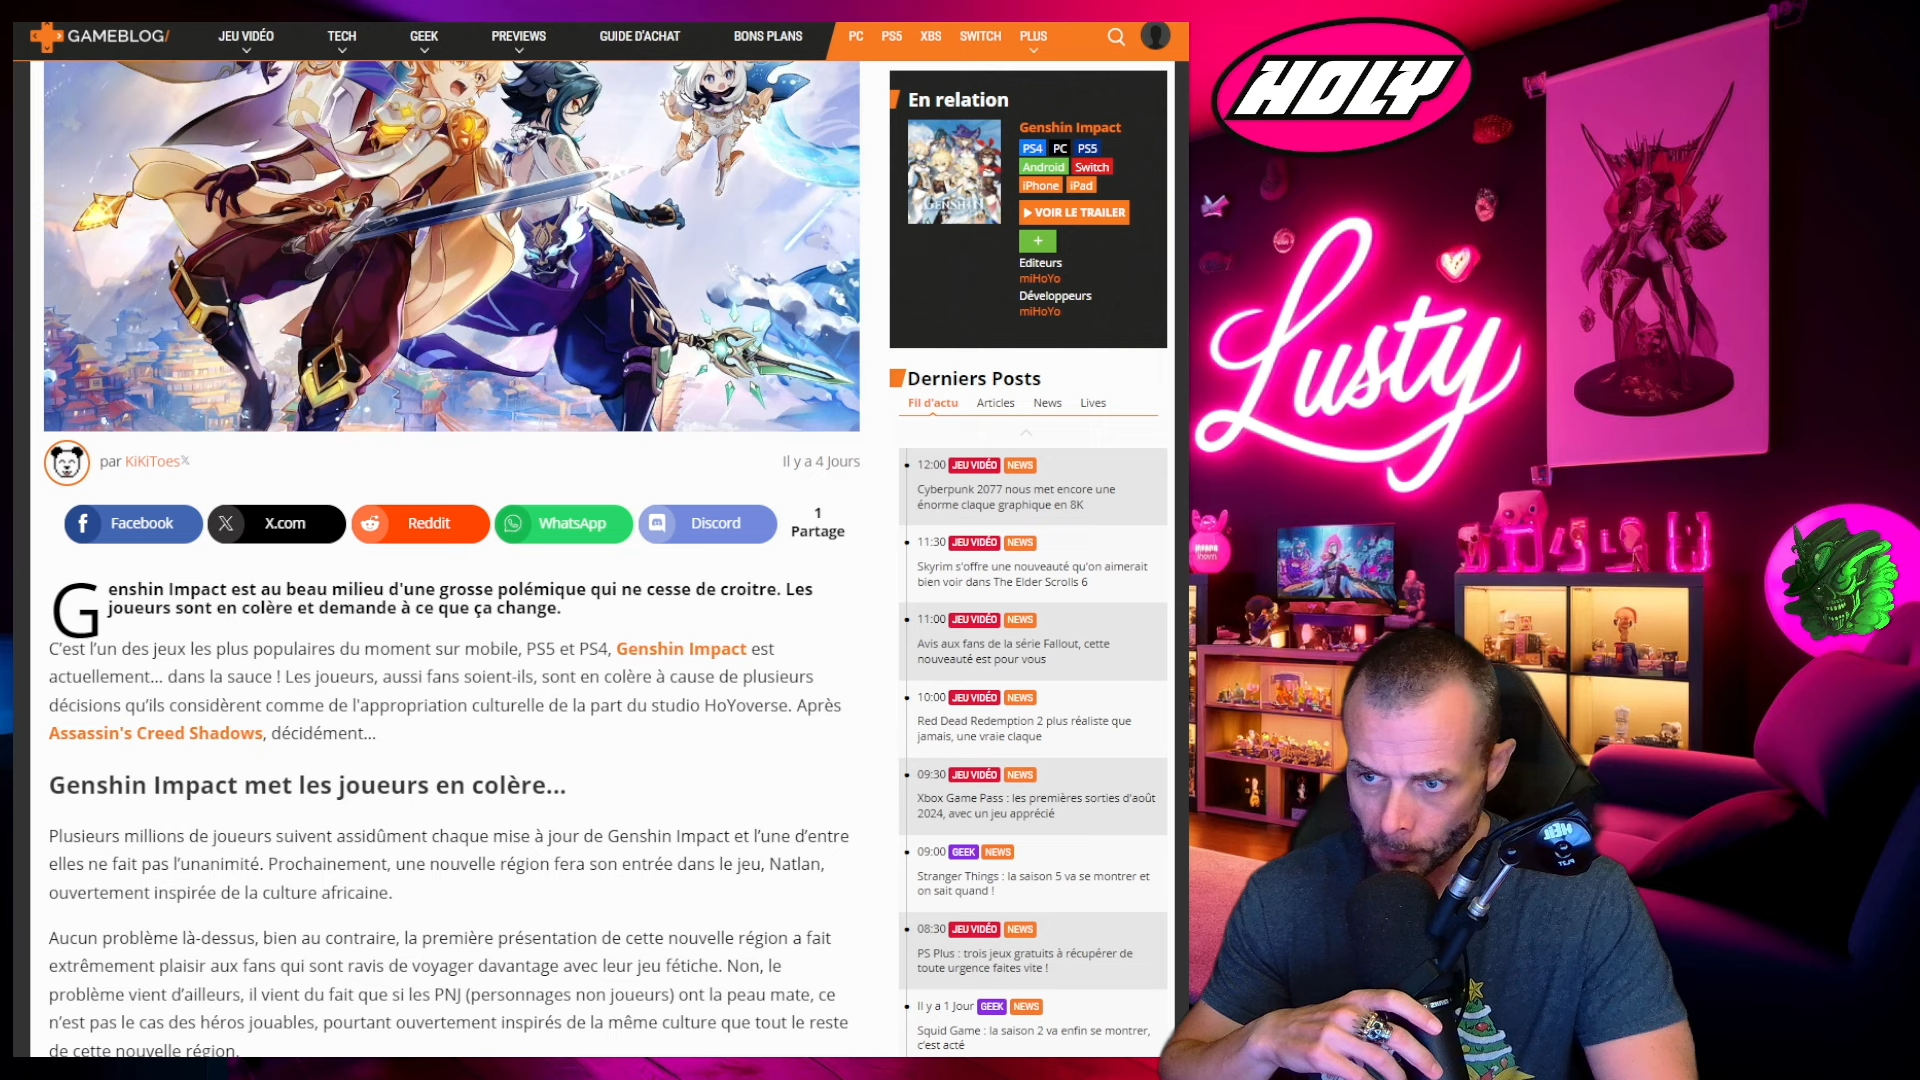 GAMEBLOG/
JEU VIDÉO
TECH
GEEK
PREVIEWS
GUIDE D'ACHAT
BONS PLANS
PC
PS5
XBS
SWITCH
PLUS
par KiKiToes
Il y a 4 Jours
Facebook
X.com
Reddit
WhatsApp
Discord
1
Partage
Genshin Impact est au beau milieu d'une grosse polémique qui ne cesse de croitre. Les
joueurs sont en colère et demande à ce que ça change.
C'est l'un des jeux les plus populaires du moment sur mobile, PS5 et PS4, Genshin Impact est
actuellement... dans la sauce ! Les joueurs, aussi fans soient-ils, sont en colère à cause de plusieurs
décisions qu'ils considèrent comme de l'appropriation culturelle de la part du studio HoYoverse. Après
Assassin's Creed Shadows, décidément...
Genshin Impact met les joueurs en colère...
Plusieurs millions de joueurs suivent assidûment chaque mise à jour de Genshin Impact et l'une d'entre
elles ne fait pas l'unanimité. Prochainement, une nouvelle région fera son entrée dans le jeu, Natlan,
ouvertement inspirée de la culture africaine.
Aucun problème là-dessus, bien au contraire, la première présentation de cette nouvelle région a fait
extrêmement plaisir aux fans qui sont ravis de voyager davantage avec leur jeu fétiche. Non, le
problème vient d'ailleurs, il vient du fait que si les PNJ (personnages non joueurs) ont la peau mate, ce
n'est pas le cas des héros jouables, pourtant ouvertement inspirés de la même culture que tout le reste
de cette nouvelle région.
En relation
GENSHIN
Genshin Impact
PS4 PC PS5
Android Switch
iPhone iPad
VOIR LE TRAILER
+
Editeurs
miHoYo
Développeurs
miHoYo
Derniers Posts
Fil d'actu
Articles
News
Lives
12:00 JEU VIDÉO NEWS
Cyberpunk 2077 nous met encore une
énorme claque graphique en 8K
11:30 JEU VIDÉO NEWS
Skyrim s'offre une nouveauté qu'on aimerait
bien voir dans The Elder Scrolls 6
11:00 JEU VIDÉO NEWS
Avis aux fans de la série Fallout, cette
nouveauté est pour vous
10:00 JEU VIDÉO NEWS
Red Dead Redemption 2 plus réaliste que
jamais, une vraie claque
09:30 JEU VIDÉO NEWS
Xbox Game Pass : les premières sorties d'août
2024, avec un jeu apprécié
09:00 GEEK NEWS
Stranger Things : la saison 5 va se montrer et
on sait quand !
08:30 JEU VIDÉO NEWS
PS Plus : trois jeux gratuits à récupérer de
toute urgence faites vite !
Il y a 1 Jour GEEK NEWS
Squid Game : la saison 2 va enfin se montrer,
c'est acté
HOLY
Lusty